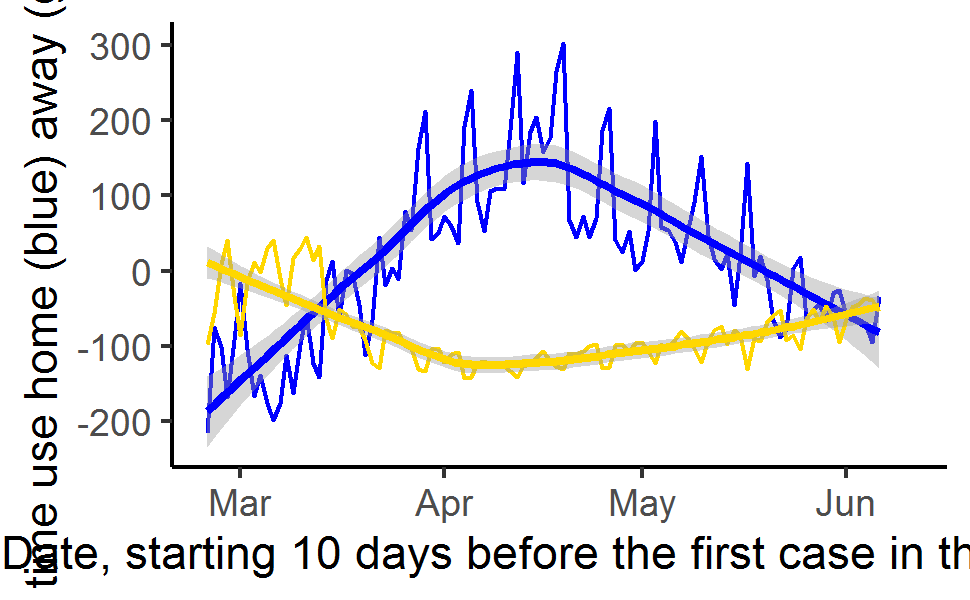 time use home (blue) away (
300
200
100
0
-100
-200
Mar Apr May Jun
Date, starting 10 days before the first case in th